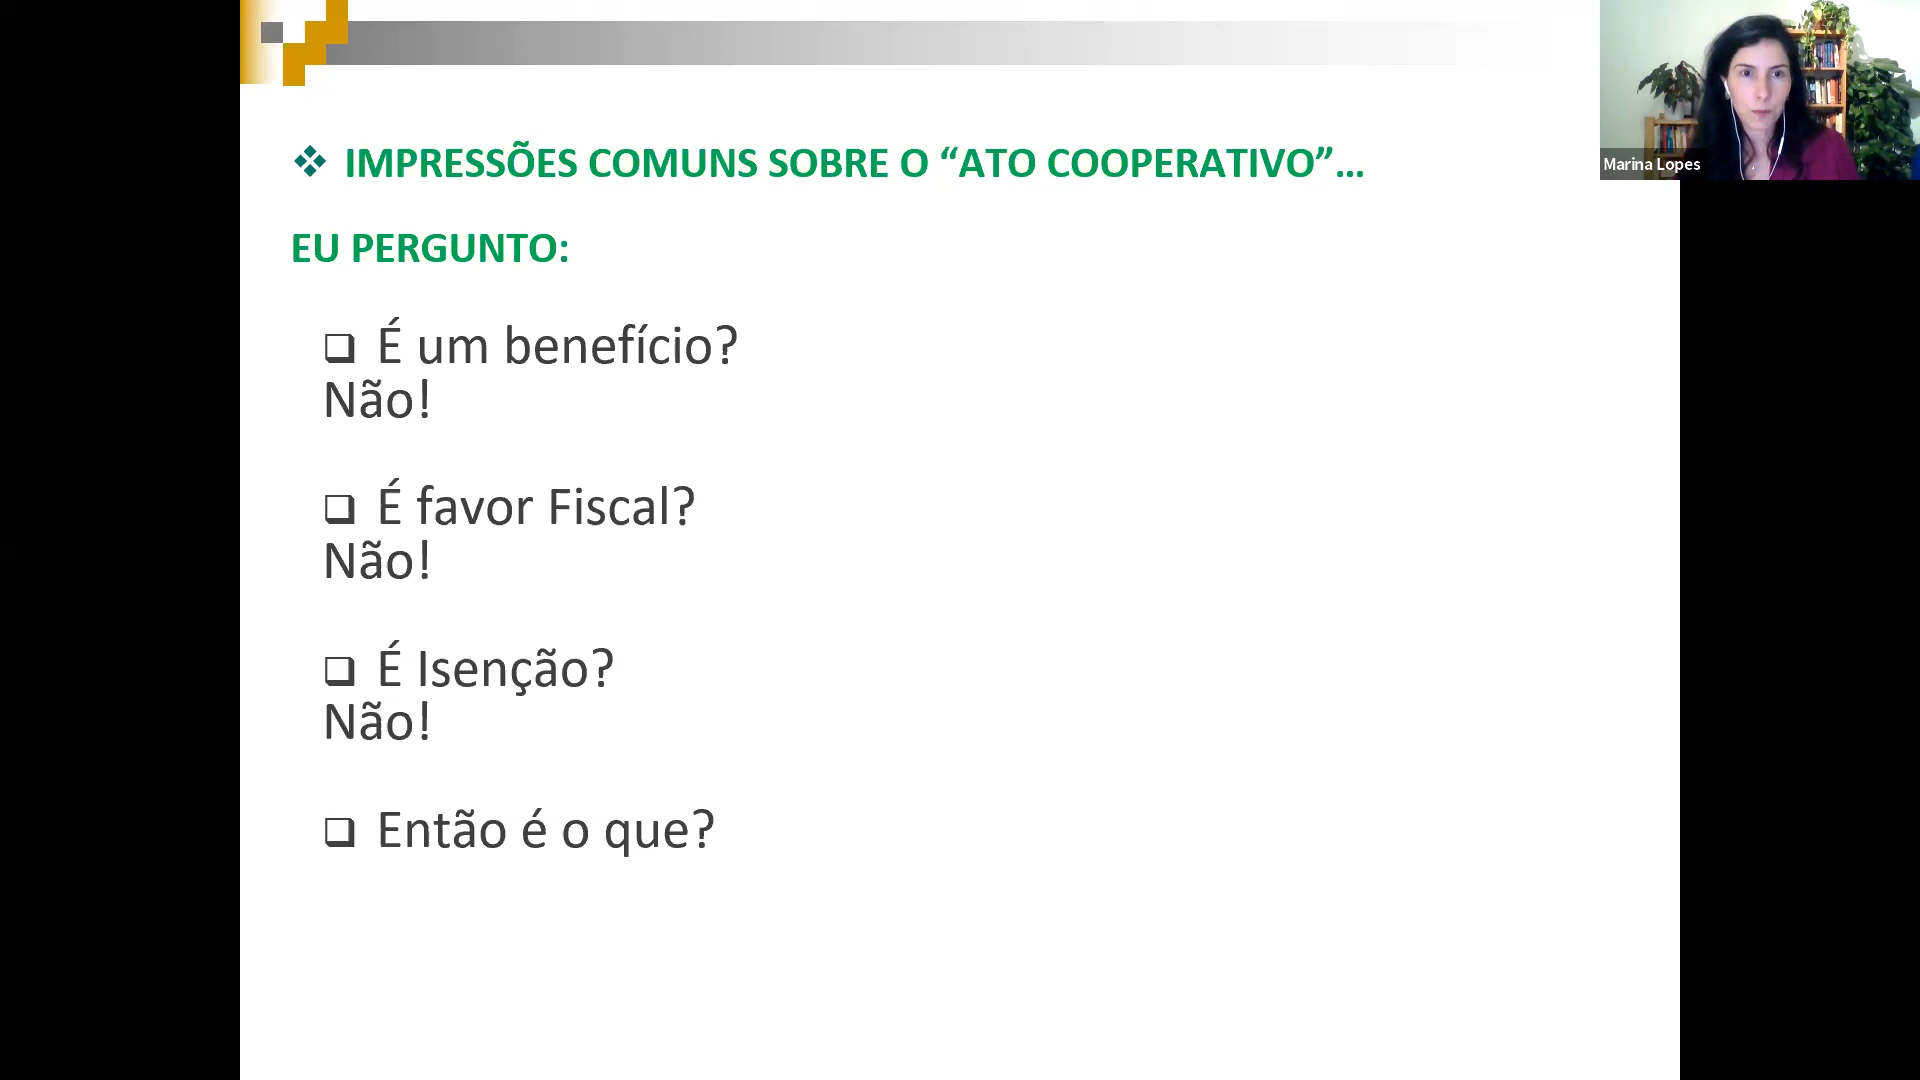 IMPRESSÕES COMUNS SOBRE O “ATO COOPERATIVO”...
EU PERGUNTO:
É um benefício?
Não!
É favor Fiscal?
Não!
É Isenção?
Não!
Então é o que?
Marina Lopes